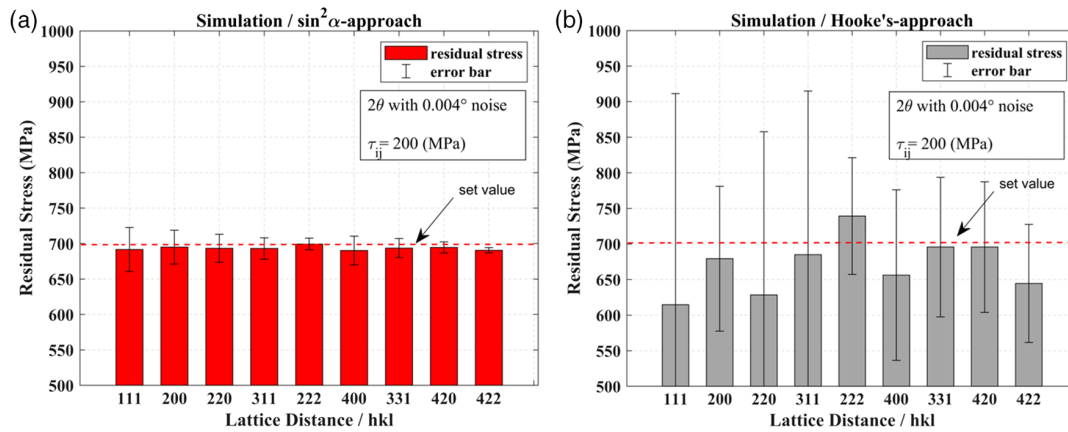 (a)
Simulation / sin²α-approach
Residual Stress (MPa)
1000
950
900
850
800
750
700
650
600
550
500
residual stress
error bar
2θ with 0.004° noise
τij= 200 (MPa)
set value
111 200 220 311 222 400 331 420 422
Lattice Distance / hkl
(b)
Simulation / Hooke's-approach
Residual Stress (MPa)
1000
950
900
850
800
750
700
650
600
550
500
residual stress
error bar
2θ with 0.004° noise
τij= 200 (MPa)
set value
111 200 220 311 222 400 331 420 422
Lattice Distance / hkl